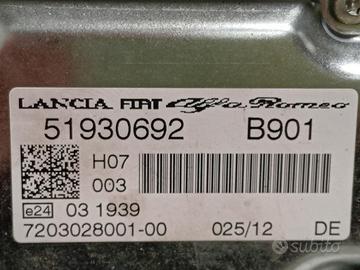 LANCIA FIAT Alfa Romeo
51930692 B901
H07
003
e24 03 1939
7203028001-00 025/12 DE
subito